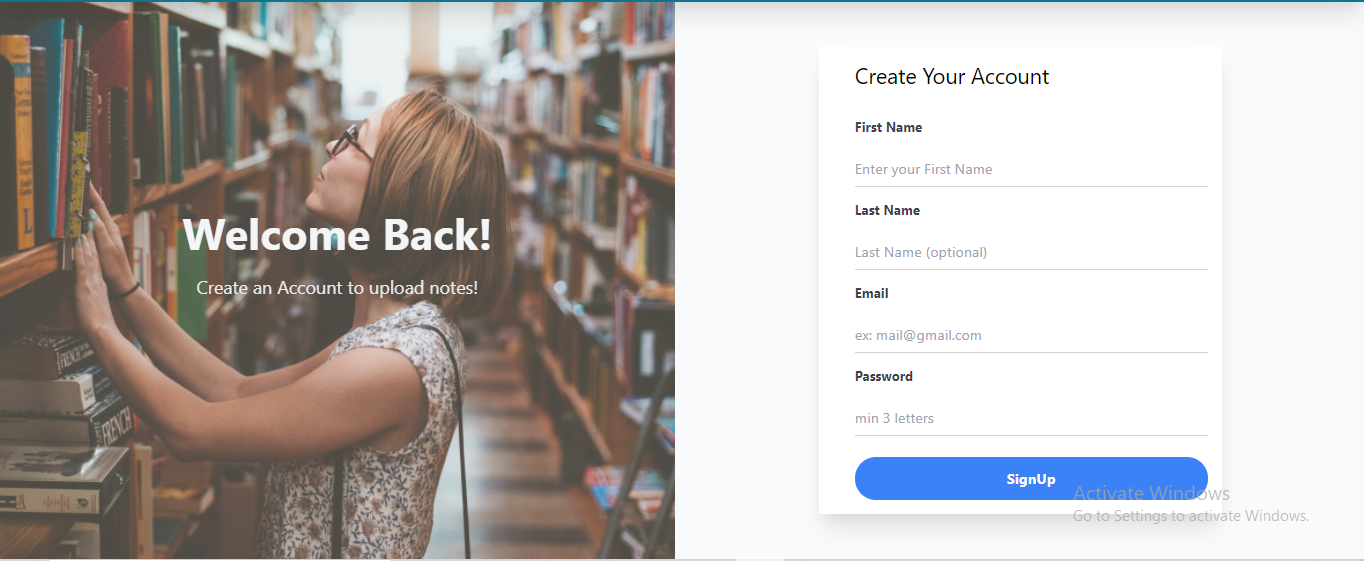 Welcome Back!
Create an Account to upload notes!
FRENCH
FRENCH
L
Create Your Account
First Name
Enter your First Name
Last Name
Last Name (optional)
Email
ex: mail@gmail.com
Password
min 3 letters
SignUp
Activate Windows
Go to Settings to activate Windows.